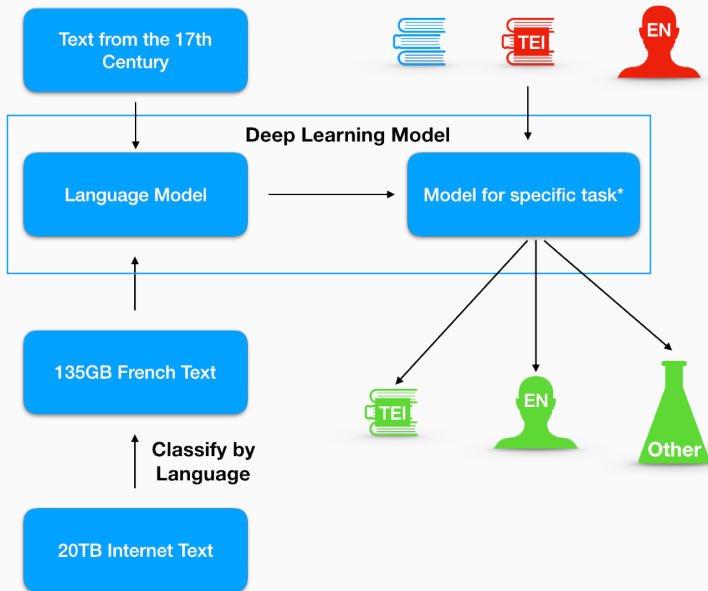 Text from the 17th
Century
TEI
EN
Deep Learning Model
Language Model
Model for specific task*
135GB French Text
TEI
EN
Other
Classify by
Language
20TB Internet Text